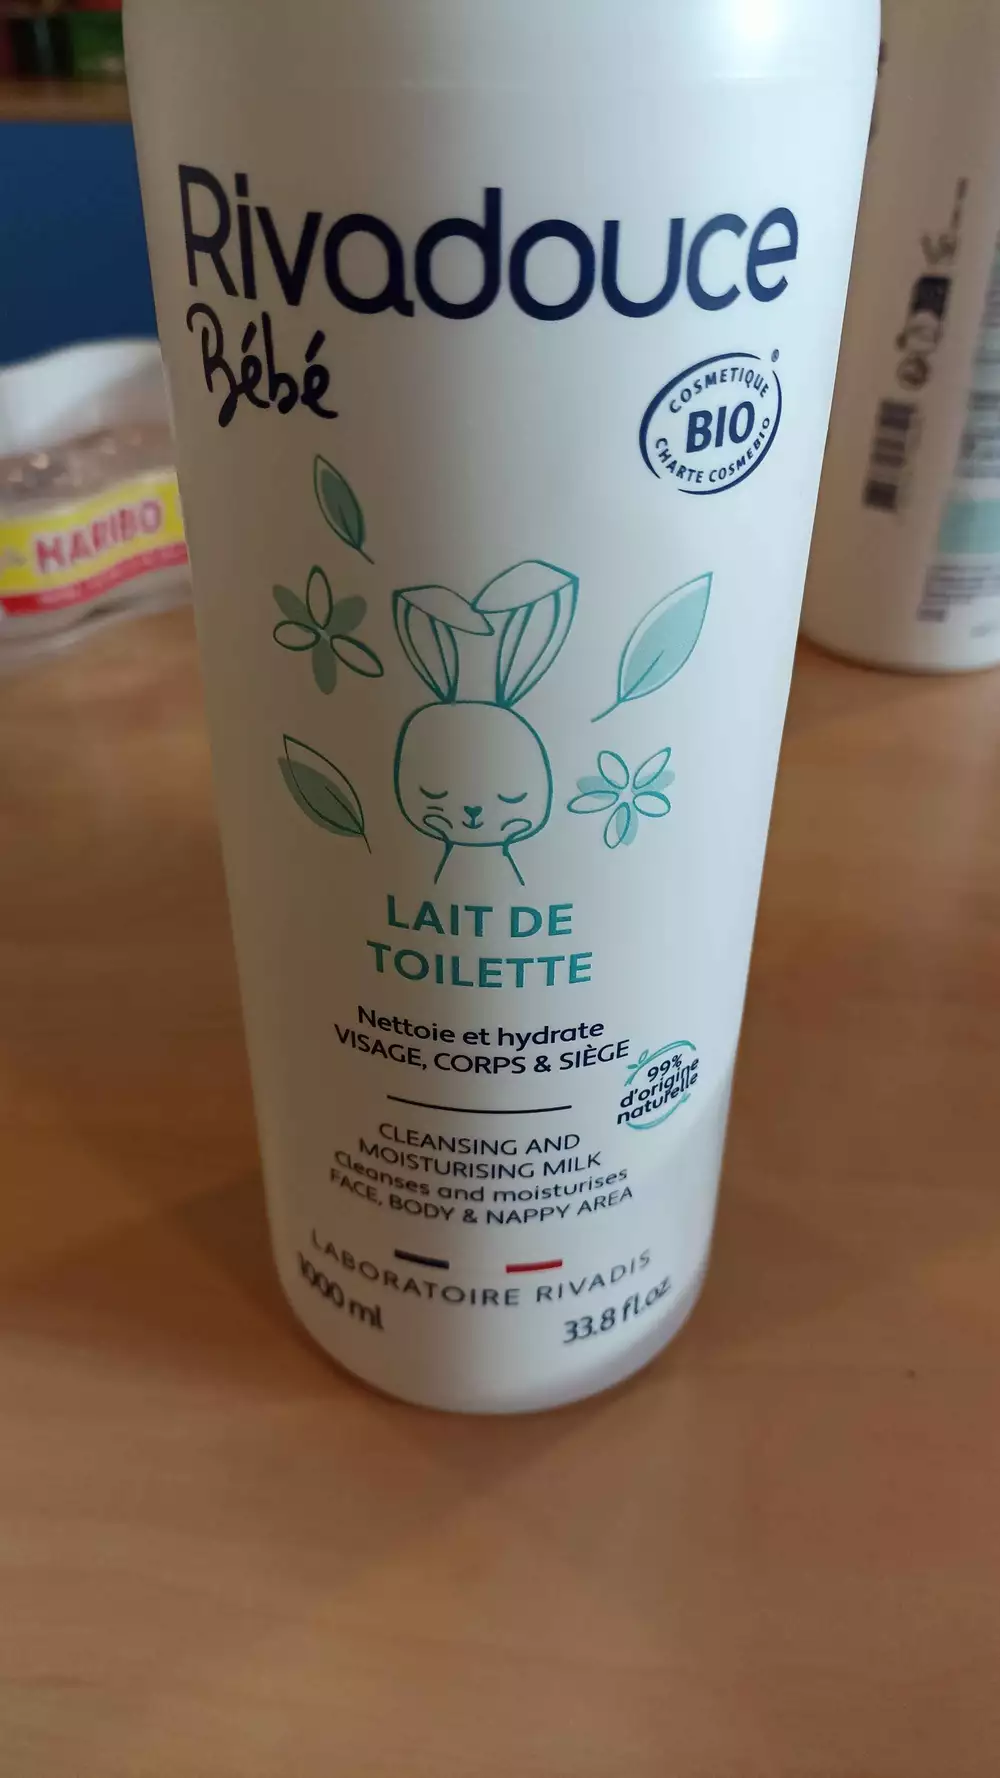 Rivadouce
Bébé
®
COSMETIQUE
BIO
CHARTE COSMEBIO
HARIBO
LAIT DE
TOILETTE
Nettoie et hydrate
VISAGE, CORPS & SIÈGE
99%
d'origine
naturelle
CLEANSING AND
MOISTURISING MILK
Cleanses and moisturises
FACE, BODY & NAPPY AREA
LABORATOIRE RIVADIS
1000 ml
33.8 fl.oz.